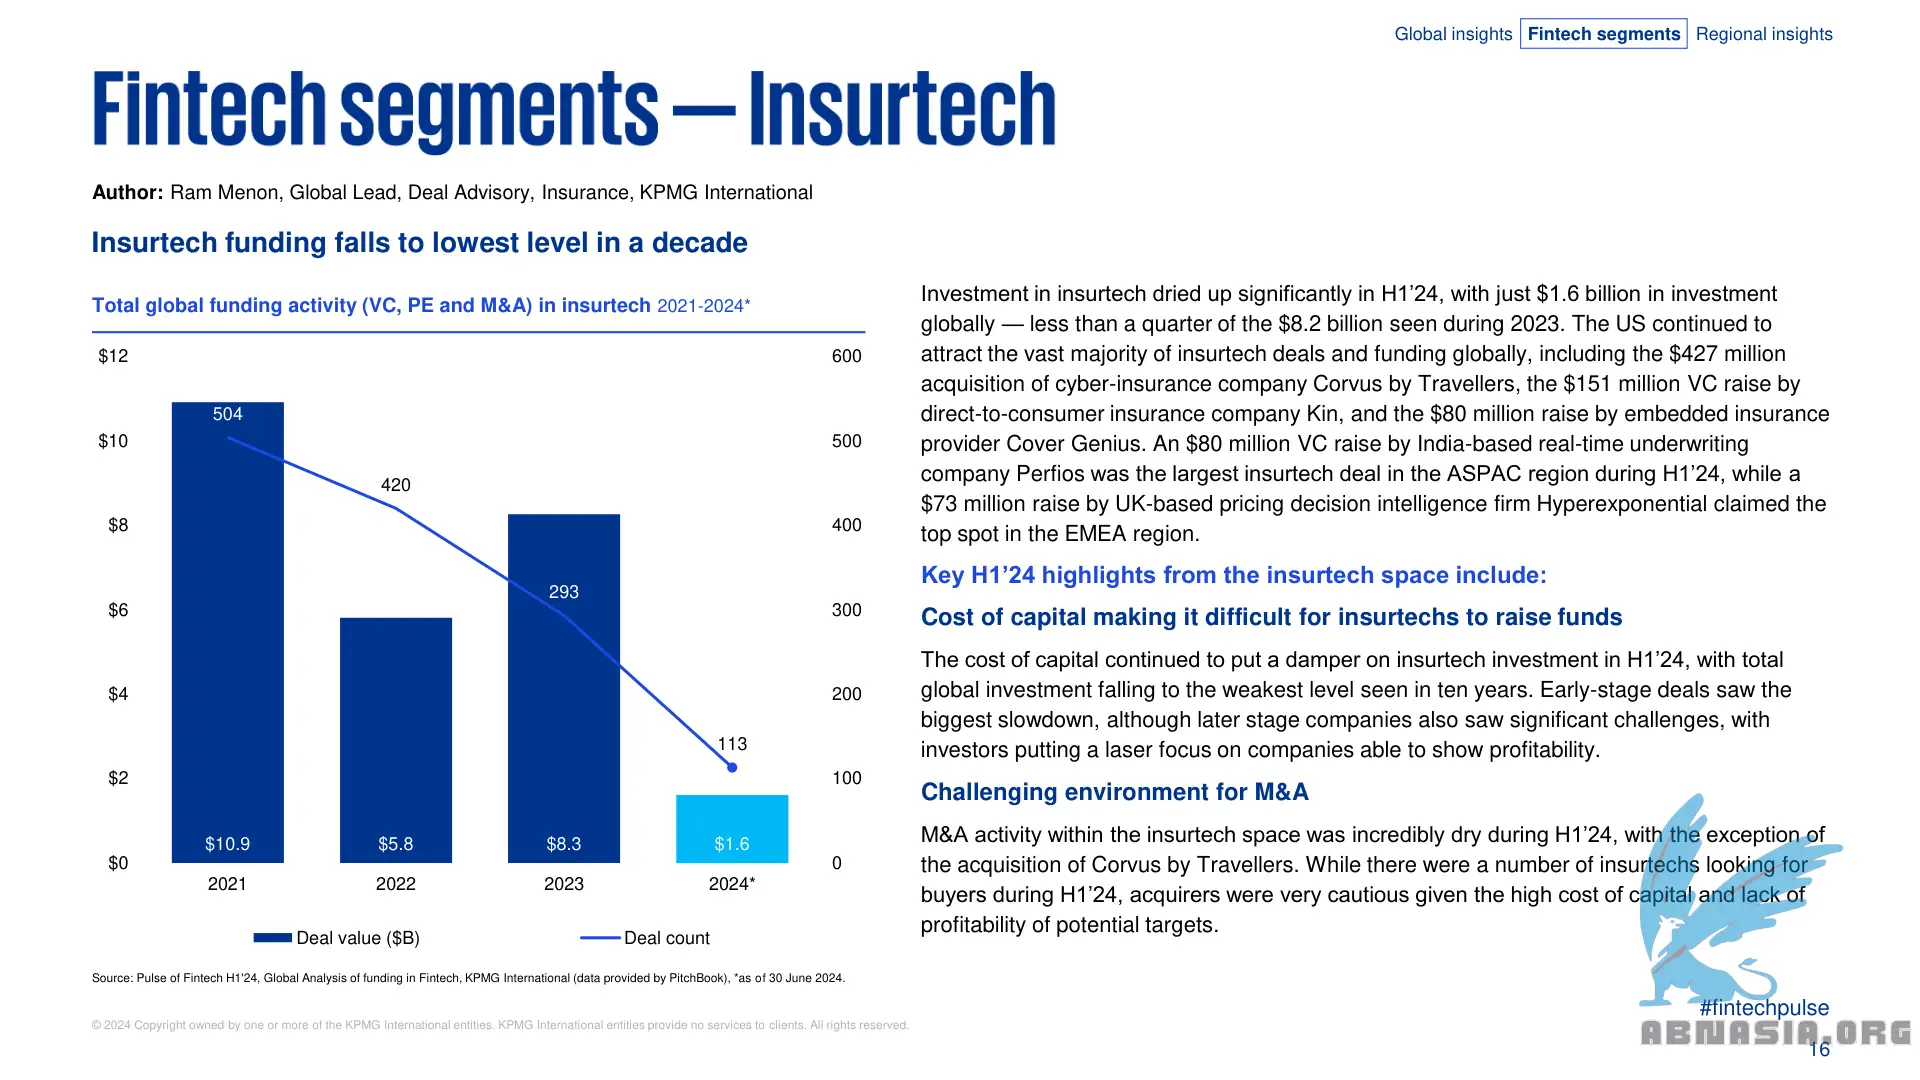 Global insights Fintech segments Regional insights
Fintech segments — Insurtech
Author: Ram Menon, Global Lead, Deal Advisory, Insurance, KPMG International
Insurtech funding falls to lowest level in a decade
Total global funding activity (VC, PE and M&A) in insurtech 2021-2024*
$12 600
504
$10 500
420
$8 400
293
$6 300
$4 200
113
$2 100
$10.9 $5.8 $8.3 $1.6
$0 0
2021 2022 2023 2024*
Deal value ($B) Deal count
Source: Pulse of Fintech H1'24, Global Analysis of funding in Fintech, KPMG International (data provided by PitchBook), *as of 30 June 2024.
Investment in insurtech dried up significantly in H1’24, with just $1.6 billion in investment
globally — less than a quarter of the $8.2 billion seen during 2023. The US continued to
attract the vast majority of insurtech deals and funding globally, including the $427 million
acquisition of cyber-insurance company Corvus by Travellers, the $151 million VC raise by
direct-to-consumer insurance company Kin, and the $80 million raise by embedded insurance
provider Cover Genius. An $80 million VC raise by India-based real-time underwriting
company Perfios was the largest insurtech deal in the ASPAC region during H1’24, while a
$73 million raise by UK-based pricing decision intelligence firm Hyperexponential claimed the
top spot in the EMEA region.
Key H1’24 highlights from the insurtech space include:
Cost of capital making it difficult for insurtechs to raise funds
The cost of capital continued to put a damper on insurtech investment in H1’24, with total
global investment falling to the weakest level seen in ten years. Early-stage deals saw the
biggest slowdown, although later stage companies also saw significant challenges, with
investors putting a laser focus on companies able to show profitability.
Challenging environment for M&A
M&A activity within the insurtech space was incredibly dry during H1’24, with the exception of
the acquisition of Corvus by Travellers. While there were a number of insurtechs looking for
buyers during H1’24, acquirers were very cautious given the high cost of capital and lack of
profitability of potential targets.
#fintechpulse
© 2024 Copyright owned by one or more of the KPMG International entities. KPMG International entities provide no services to clients. All rights reserved.
ABNASIA.ORG
16